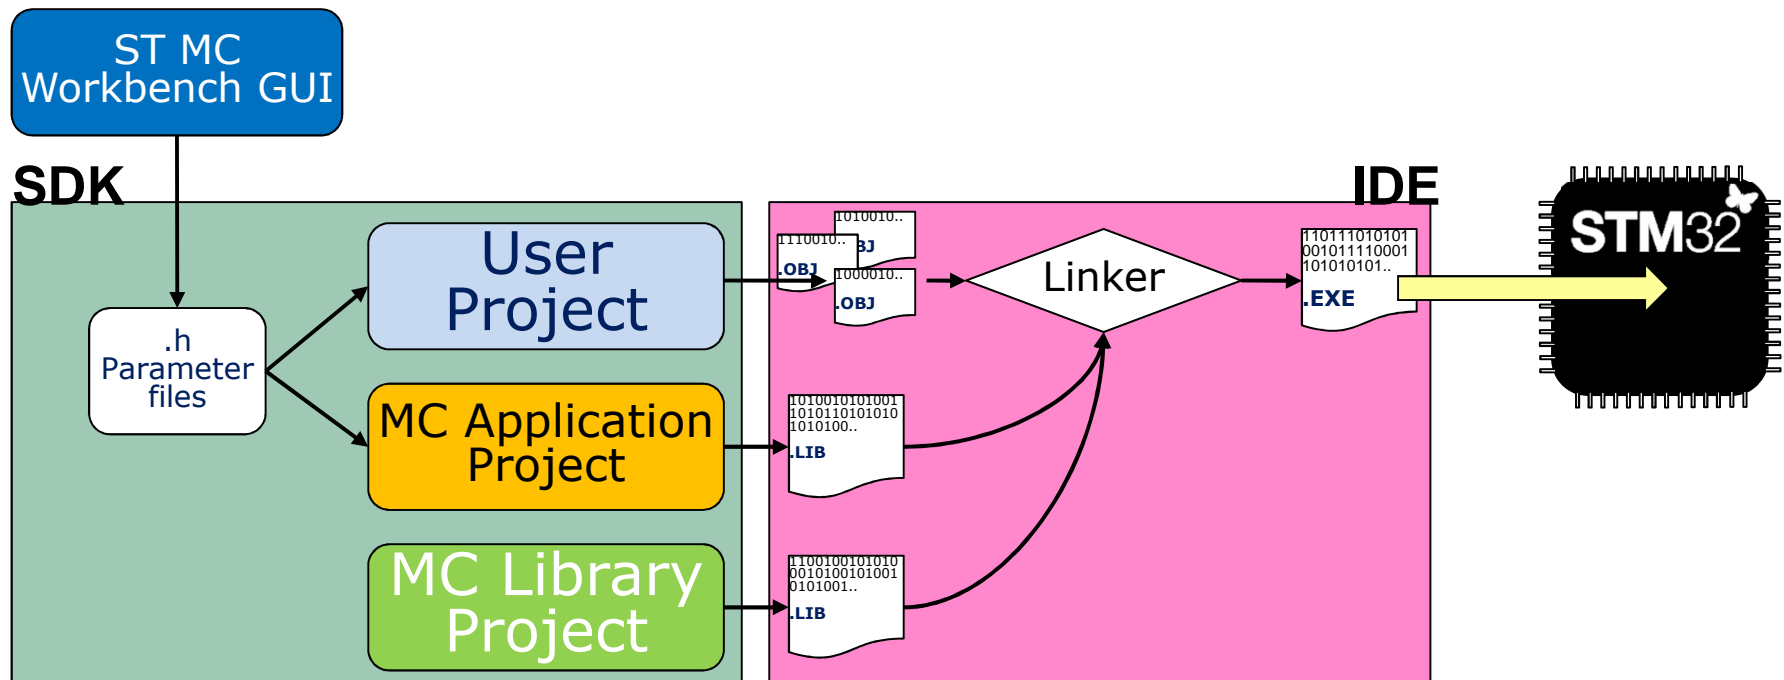 ST MC
Workbench GUI
SDK
IDE
.h
Parameter
files
User
Project
MC Application
Project
MC Library
Project
1010010..
BJ
1110010..
.OBJ
1000010..
.OBJ
Linker
110111010101
001011110001
101010101..
.EXE
STM32
1010010101001
1010110101010
1010100..
.LIB
1100100101010
0010100101001
0101001..
.LIB